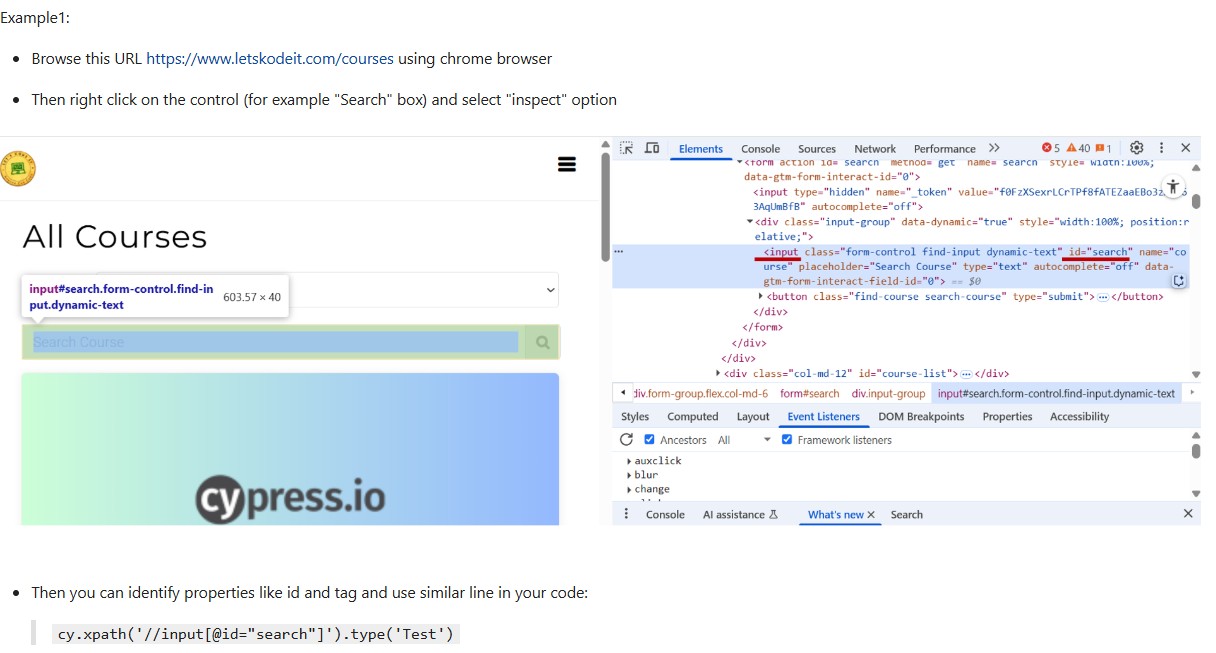 Example1:
Browse this URL https://www.letskodeit.com/courses using chrome browser
Then right click on the control (for example "Search" box) and select "inspect" option
All Courses
input#search.form-control.find-in
put.dynamic-text
603.57 × 40
Search Course
cypress.io
Elements Console Sources Network Performance 5 40 1
<form action id="search" method="get" name="search" style="width:100%;"
data-gtm-form-interact-id="0">
<input type="hidden" name="_token"
3AqUmBfB" autocomplete="off">
<div class="input-group" data-dynamic="true" style="width:100%; position:r
elative;">
<input class="form-control find-input dynamic-text" id="search" name="co
urse" placeholder="Search Course" type="text" autocomplete="off" data-
gtm-form-interact-field-id="0"> == $0
<button class="find-course search-course" type="submit"> … </button>
</div>
</form>
</div>
</div>
<div class="col-md-12" id="course-list"> … </div>
div.form-group.flex.col-md-6 form#search div.input-group input#search.form-control.find-input.dynamic-text
Styles Computed Layout Event Listeners DOM Breakpoints Properties Accessibility
Ancestors All Framework listeners
auxclick
blur
change
Console AI assistance What's new Search
Then you can identify properties like id and tag and use similar line in your code:
cy.xpath('//input[@id="search"]').type('Test')